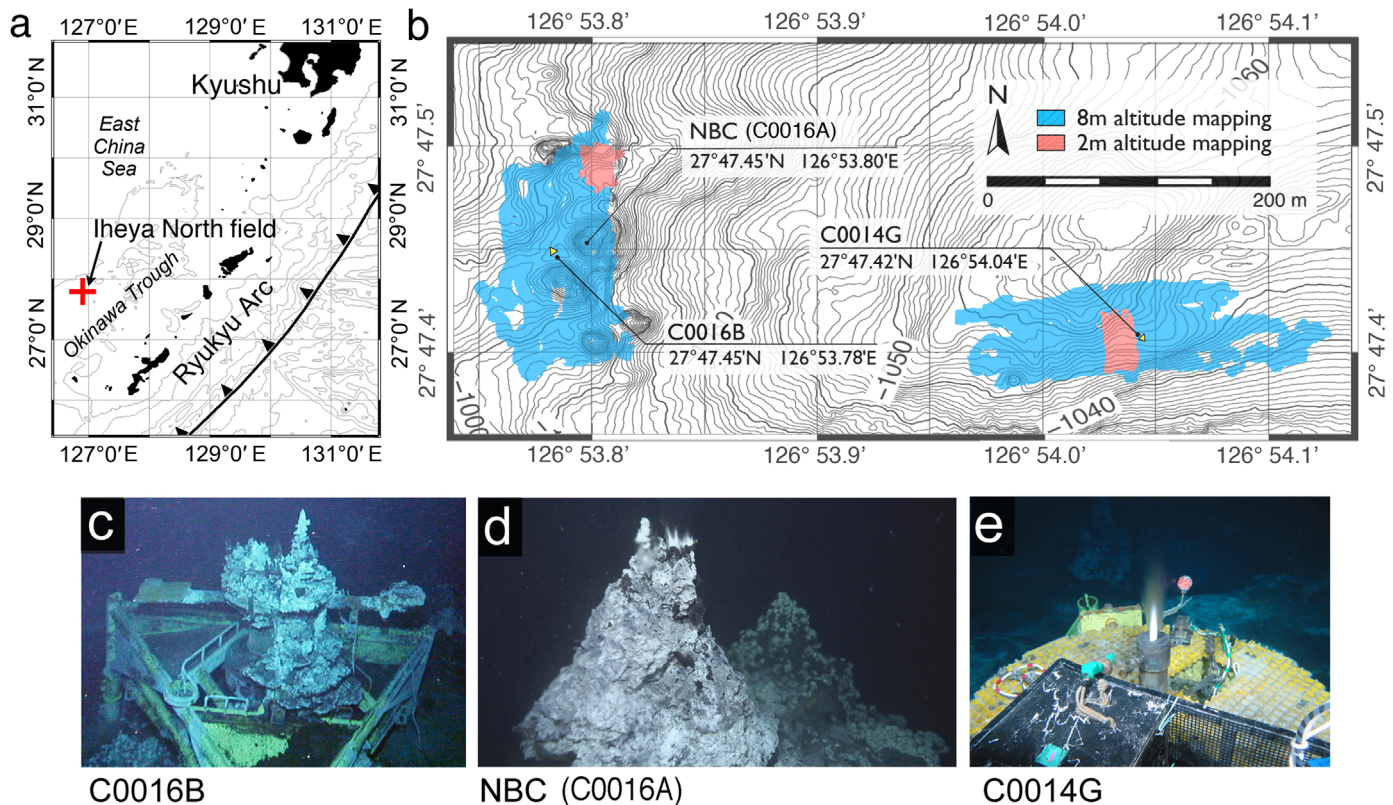 a
127°0´E 129°0´E 131°0´E
31°0´N
29°0´N
27°0´N
Kyushu
East
China
Sea
Iheya North field
Okinawa Trough
Ryukyu Arc
31°0´N
29°0´N
27°0´N
127°0´E 129°0´E 131°0´E
b
126° 53.8’ 126° 53.9’ 126° 54.0’ 126° 54.1’
27° 47.5’
27° 47.4’
NBC (C0016A)
27°47.45'N 126°53.80'E
N
8m altitude mapping
2m altitude mapping
0 200 m
-1060
C0014G
27°47.42'N 126°54.04'E
C0016B
27°47.45'N 126°53.78'E
-1050
-1040
27° 47.5’
27° 47.4’
126° 53.8’ 126° 53.9’ 126° 54.0’ 126° 54.1’
c
d
e
C0016B
NBC (C0016A)
C0014G